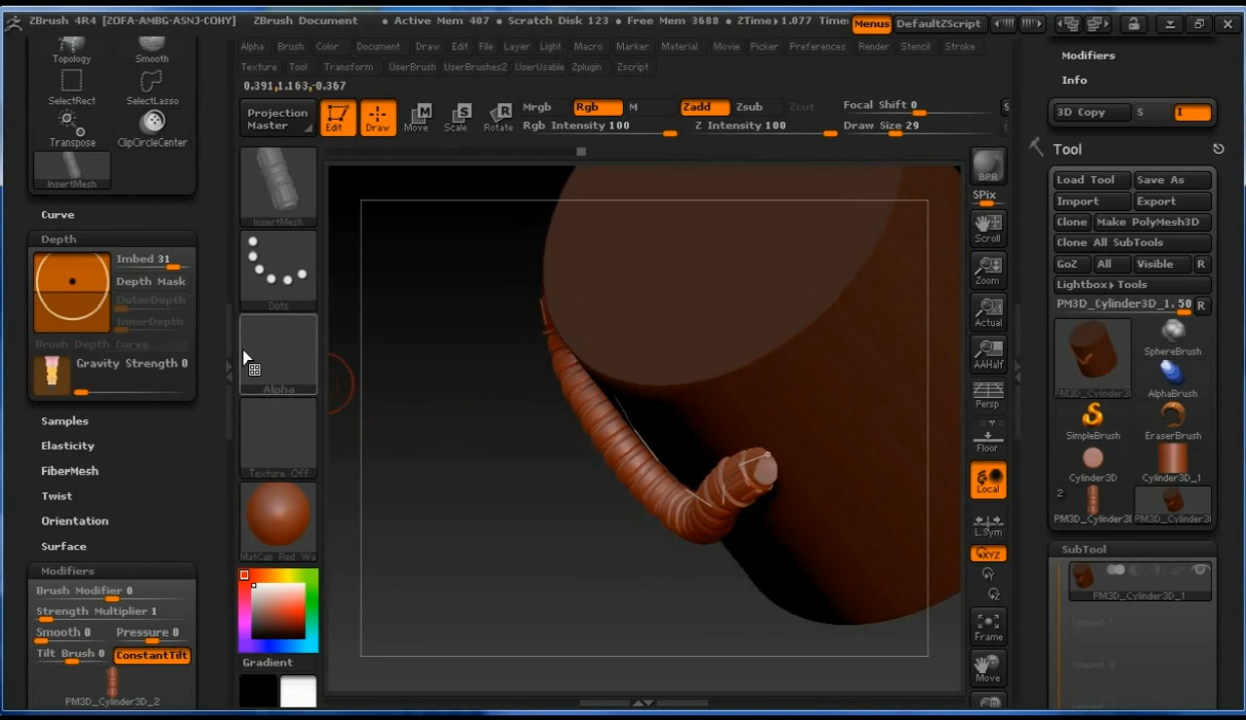 ZBrush 4R4 [ZOFA-AMBG-ASNJ-COHY] ZBrush Document • Active Mem 407 • Scratch Disk 123 • Free Mem 3688 • ZTime▸1.077 Time: Menus DefaultZScript
Alpha Brush Color Document Draw Edit File Layer Light Macro Marker Material Movie Picker Preferences Render Stencil Stroke
Texture Tool Transform UserBrush UserBrushes2 UserUsable Zplugin Zscript
0.391,1.163,-0.367
Topology Smooth
SelectRect SelectLasso
Transpose ClipCircleCenter
InsertMesh
Curve
Depth
Imbed 31
Depth Mask
OuterDepth
InnerDepth
Brush Depth Curve
Gravity Strength 0
Samples
Elasticity
FiberMesh
Twist
Orientation
Surface
Modifiers
Brush Modifier 0
Strength Multiplier 1
Smooth 0 Pressure 0
Tilt Brush 0 ConstantTilt
PM3D_Cylinder3D_2
Projection
Master
Edit Draw Move Scale Rotate
Mrgb Rgb M Zadd Zsub Zcut Focal Shift 0 S
Rgb Intensity 100 Z Intensity 100 Draw Size 29
InsertMesh
Dots
Alpha
Texture Off
MatCap Red Wa
Gradient
BPR
SPix
Scroll
Zoom
Actual
AAHalf
Persp
Floor
Local
L.Sym
XYZ
Frame
Move
Modifiers
Info
3D Copy S I
Tool
Load Tool Save As
Import Export
Clone Make PolyMesh3D
Clone All SubTools
GoZ All Visible R
Lightbox▸Tools
PM3D_Cylinder3D_1. 50 R
PM3D_Cylinder3 SphereBrush
AlphaBrush
SimpleBrush EraserBrush
Cylinder3D Cylinder3D_1
2
PM3D_Cylinder3D PM3D_Cylinder3D
SubTool
PM3D_Cylinder3D_1